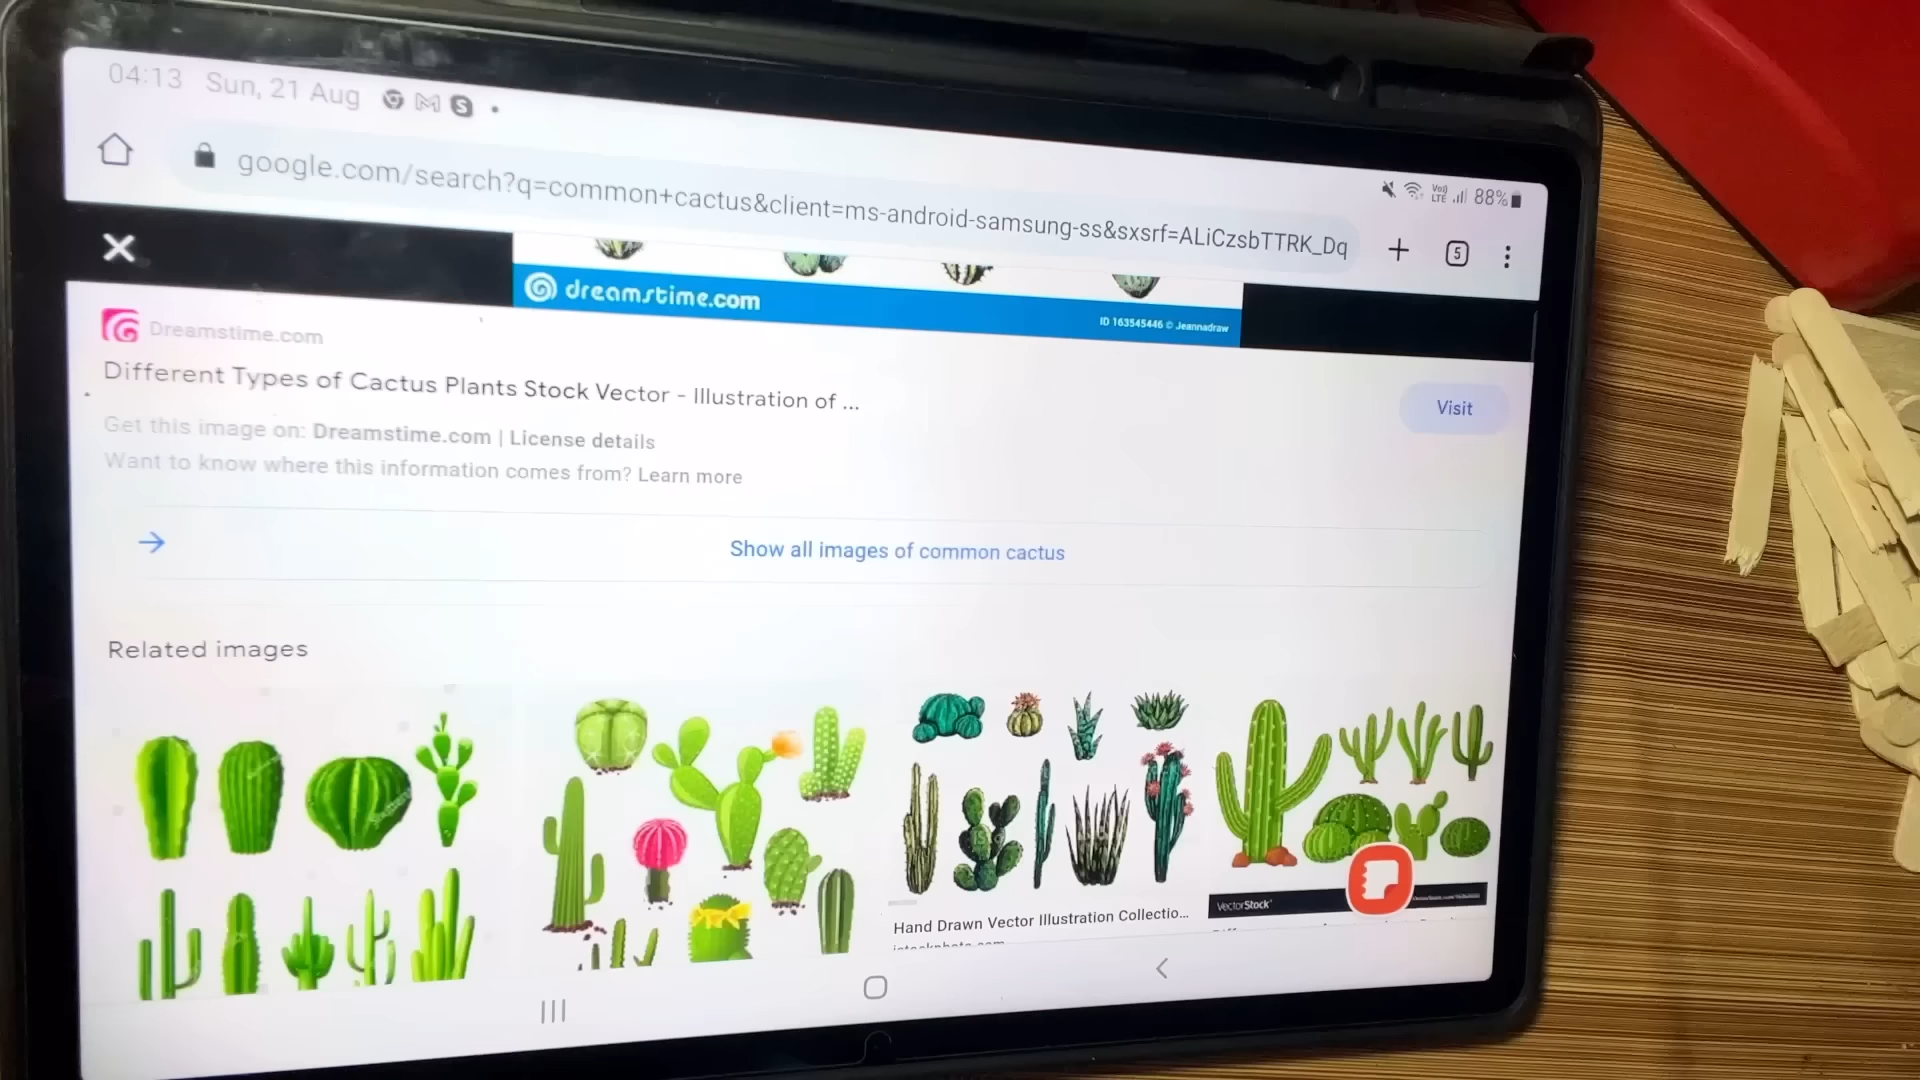 04:13 Sun, 21 Aug
Vo)) LTE 88%
google.com/search?q=common+cactus&client=ms-android-samsung-ss&sxsrf=ALiCzsbTTRK_Dq
5
dreamstime.com
ID 163545446 © Jeannadraw
Dreamstime.com
Different Types of Cactus Plants Stock Vector - Illustration of ...
Visit
Get this image on: Dreamstime.com | License details
Want to know where this information comes from? Learn more
Show all images of common cactus
Related images
VectorStock
Hand Drawn Vector Illustration Collectio...